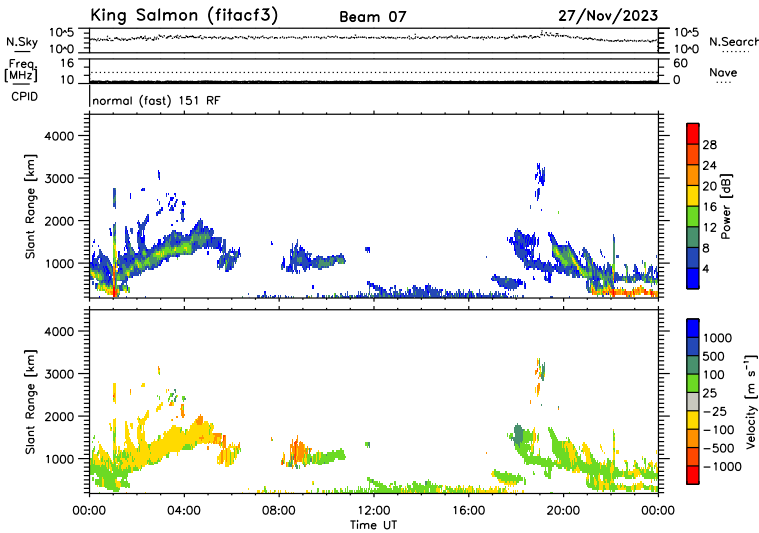 King Salmon (fitacf3) Beam 07 27/Nov/2023
N.Sky 10^5 10^0 10^5 10^0 N.Search
Freq. [MHz] 16 10 60 0 Nave
CPID normal (fast) 151 RF
Slant Range [km] 4000 3000 2000 1000
Power [dB] 28 24 20 16 12 8 4
Slant Range [km] 4000 3000 2000 1000
Velocity [m s⁻¹] 1000 500 100 25 −25 −100 −500 −1000
00:00 04:00 08:00 12:00 16:00 20:00 00:00
Time UT